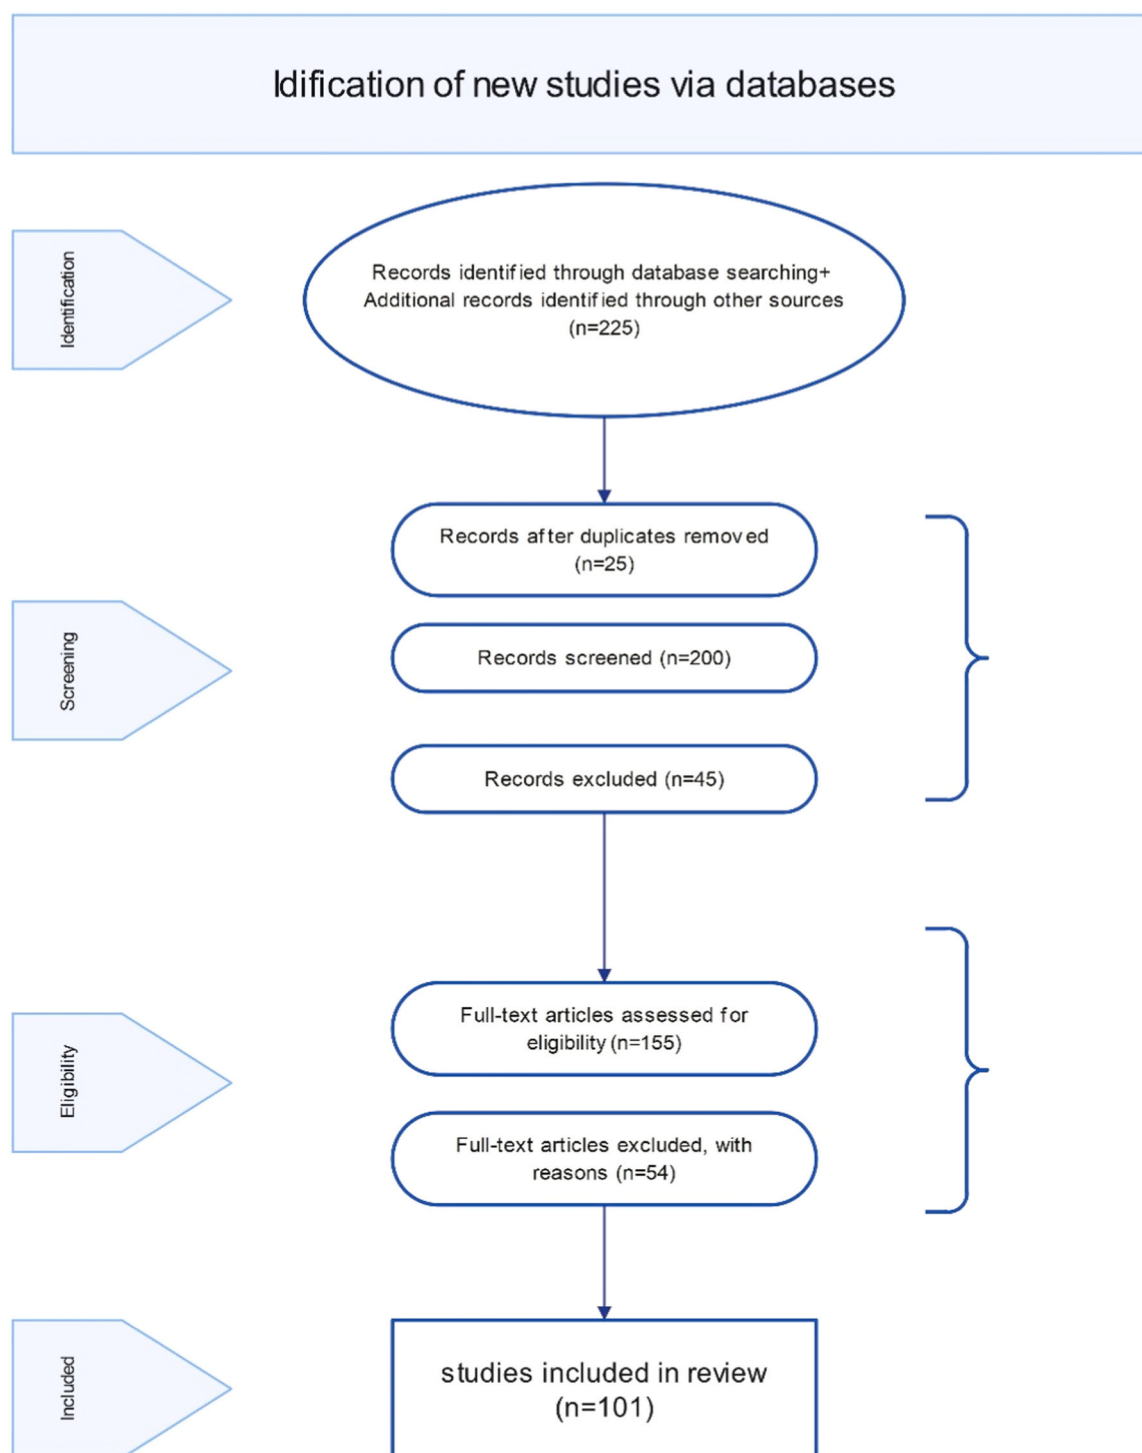 Idification of new studies via databases
Identification
Records identified through database searching+
Additional records identified through other sources
(n=225)
Screening
Records after duplicates removed
(n=25)
Records screened (n=200)
Records excluded (n=45)
Eligibility
Full-text articles assessed for
eligibility (n=155)
Full-text articles excluded, with
reasons (n=54)
Included
studies included in review
(n=101)